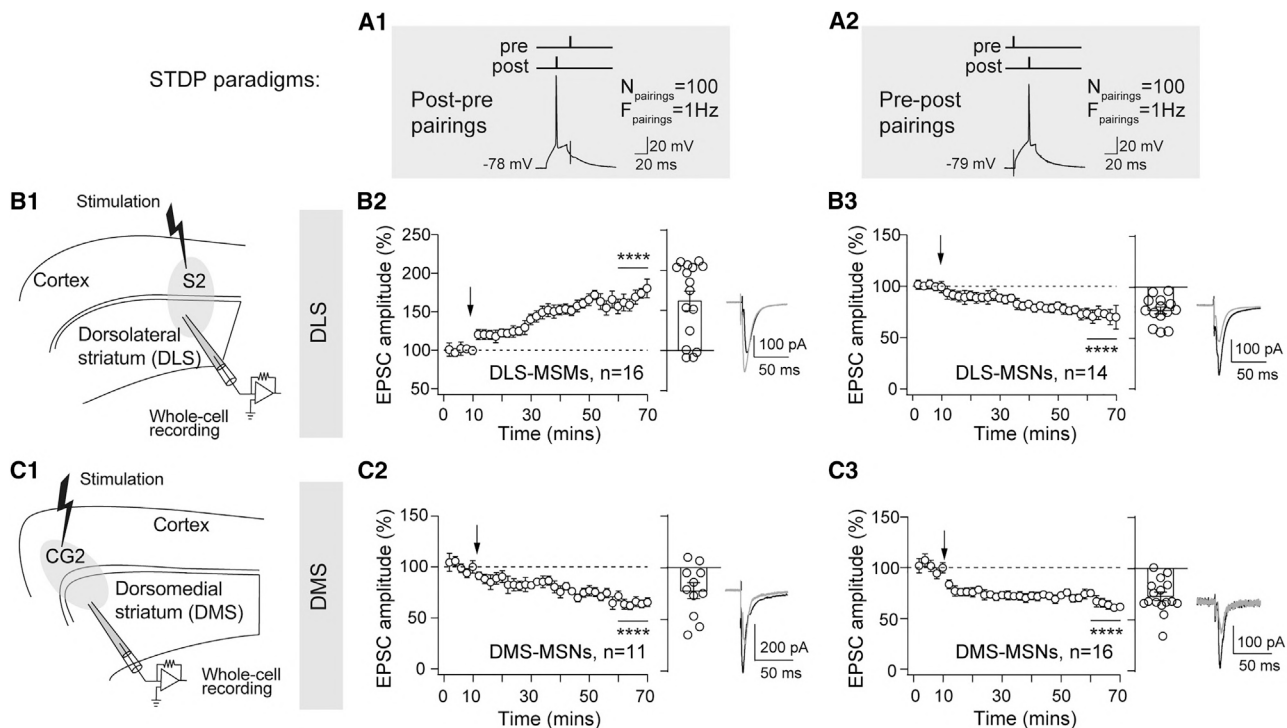 A1
A2
STDP paradigms:
pre
post
Post-pre
pairings
Npairings=100
Fpairings=1Hz
-78 mV
20 mV
20 ms
pre
post
Pre-post
pairings
Npairings=100
Fpairings=1Hz
-79 mV
20 mV
20 ms
B1
Stimulation
Cortex
S2
Dorsolateral
striatum (DLS)
Whole-cell
recording
DLS
B2
EPSC amplitude (%)
250
200
150
100
50
****
DLS-MSMs, n=16
0
10
30
50
70
Time (mins)
100 pA
50 ms
B3
EPSC amplitude (%)
150
100
50
0
****
DLS-MSNs, n=14
0
10
30
50
70
Time (mins)
100 pA
50 ms
C1
Stimulation
Cortex
CG2
Dorsomedial
striatum (DMS)
Whole-cell
recording
DMS
C2
EPSC amplitude (%)
150
100
50
0
****
DMS-MSNs, n=11
0
10
30
50
70
Time (mins)
200 pA
50 ms
C3
EPSC amplitude (%)
150
100
50
0
****
DMS-MSNs, n=16
0
10
30
50
70
Time (mins)
100 pA
50 ms